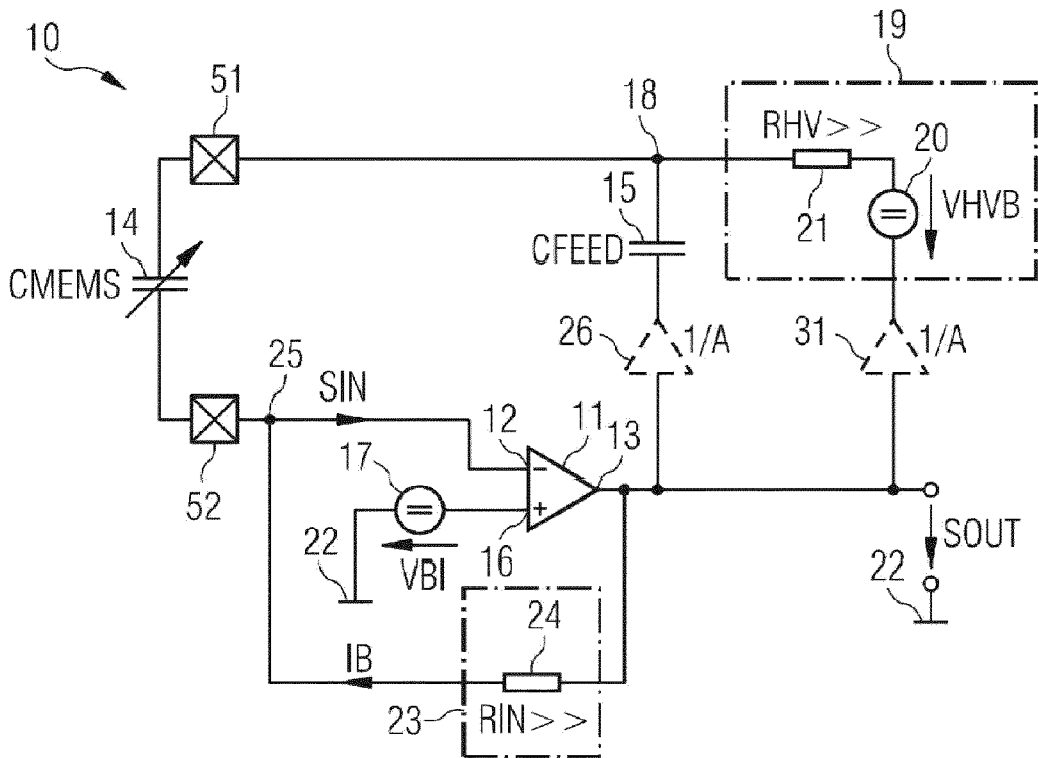 10
51
18
19
RHV>>
20
15
21
VHVB
14
CFEED
CMEMS
26
1/A
31
1/A
25
SIN
12
11
13
17
−
=
+
52
16
22
VBI
SOUT
22
24
IB
23
RIN>>